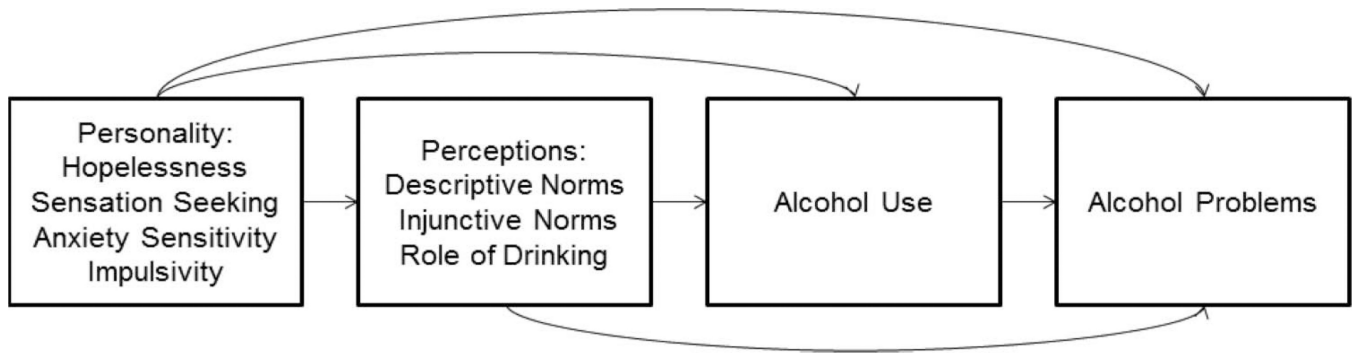 Personality:
Hopelessness
Sensation Seeking
Anxiety Sensitivity
Impulsivity
Perceptions:
Descriptive Norms
Injunctive Norms
Role of Drinking
Alcohol Use
Alcohol Problems